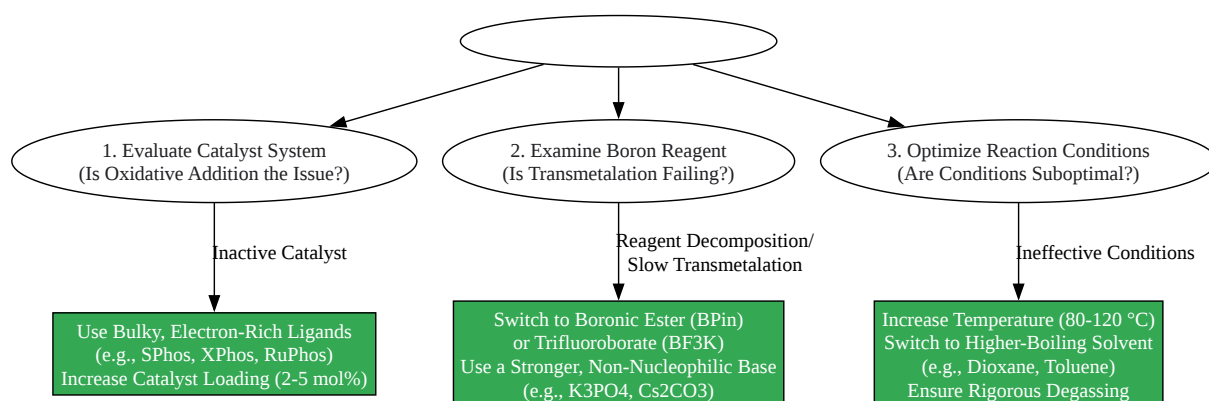 1. Evaluate Catalyst System
(Is Oxidative Addition the Issue?)
2. Examine Boron Reagent
(Is Transmetalation Failing?)
3. Optimize Reaction Conditions
(Are Conditions Suboptimal?)
Inactive Catalyst
Reagent Decomposition/
Slow Transmetalation
Ineffective Conditions
Use Bulky, Electron-Rich Ligands
(e.g., SPhos, XPhos, RuPhos)
Increase Catalyst Loading (2-5 mol%)
Switch to Boronic Ester (BPin)
or Trifluoroborate (BF3K)
Use a Stronger, Non-Nucleophilic Base
(e.g., K3PO4, Cs2CO3)
Increase Temperature (80-120 °C)
Switch to Higher-Boiling Solvent
(e.g., Dioxane, Toluene)
Ensure Rigorous Degassing